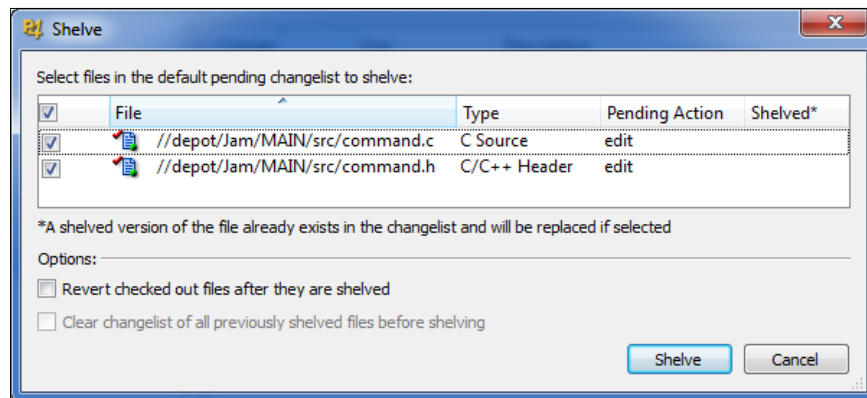 Shelve
Select files in the default pending changelist to shelve:
File Type Pending Action Shelved*
//depot/Jam/MAIN/src/command.c C Source edit
//depot/Jam/MAIN/src/command.h C/C++ Header edit
*A shelved version of the file already exists in the changelist and will be replaced if selected
Options:
Revert checked out files after they are shelved
Clear changelist of all previously shelved files before shelving
Shelve Cancel